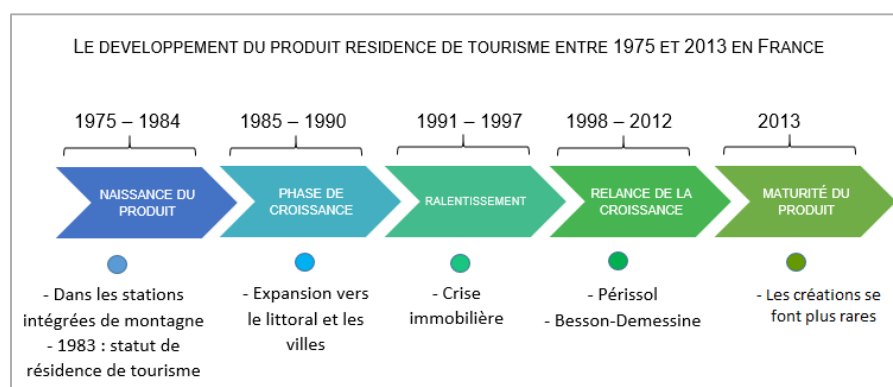 LE DEVELOPPEMENT DU PRODUIT RESIDENCE DE TOURISME ENTRE 1975 ET 2013 EN FRANCE
1975 – 1984
1985 – 1990
1991 – 1997
1998 – 2012
2013
NAISSANCE DU
PRODUIT
PHASE DE
CROISSANCE
RALENTISSEMENT
RELANCE DE LA
CROISSANCE
MATURITÉ DU
PRODUIT
- Dans les stations
intégrées de montagne
- 1983 : statut de
résidence de tourisme
- Expansion vers
le littoral et les
villes
- Crise
immobilière
- Périssol
- Besson-Demessine
- Les créations se
font plus rares